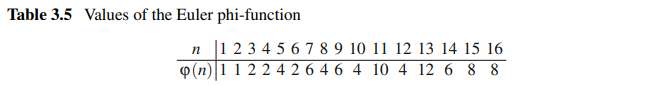 Table 3.5 Values of the Euler phi-function
n 1 2 3 4 5 6 7 8 9 10 11 12 13 14 15 16
φ(n) 1 1 2 2 4 2 6 4 6 4 10 4 12 6 8 8